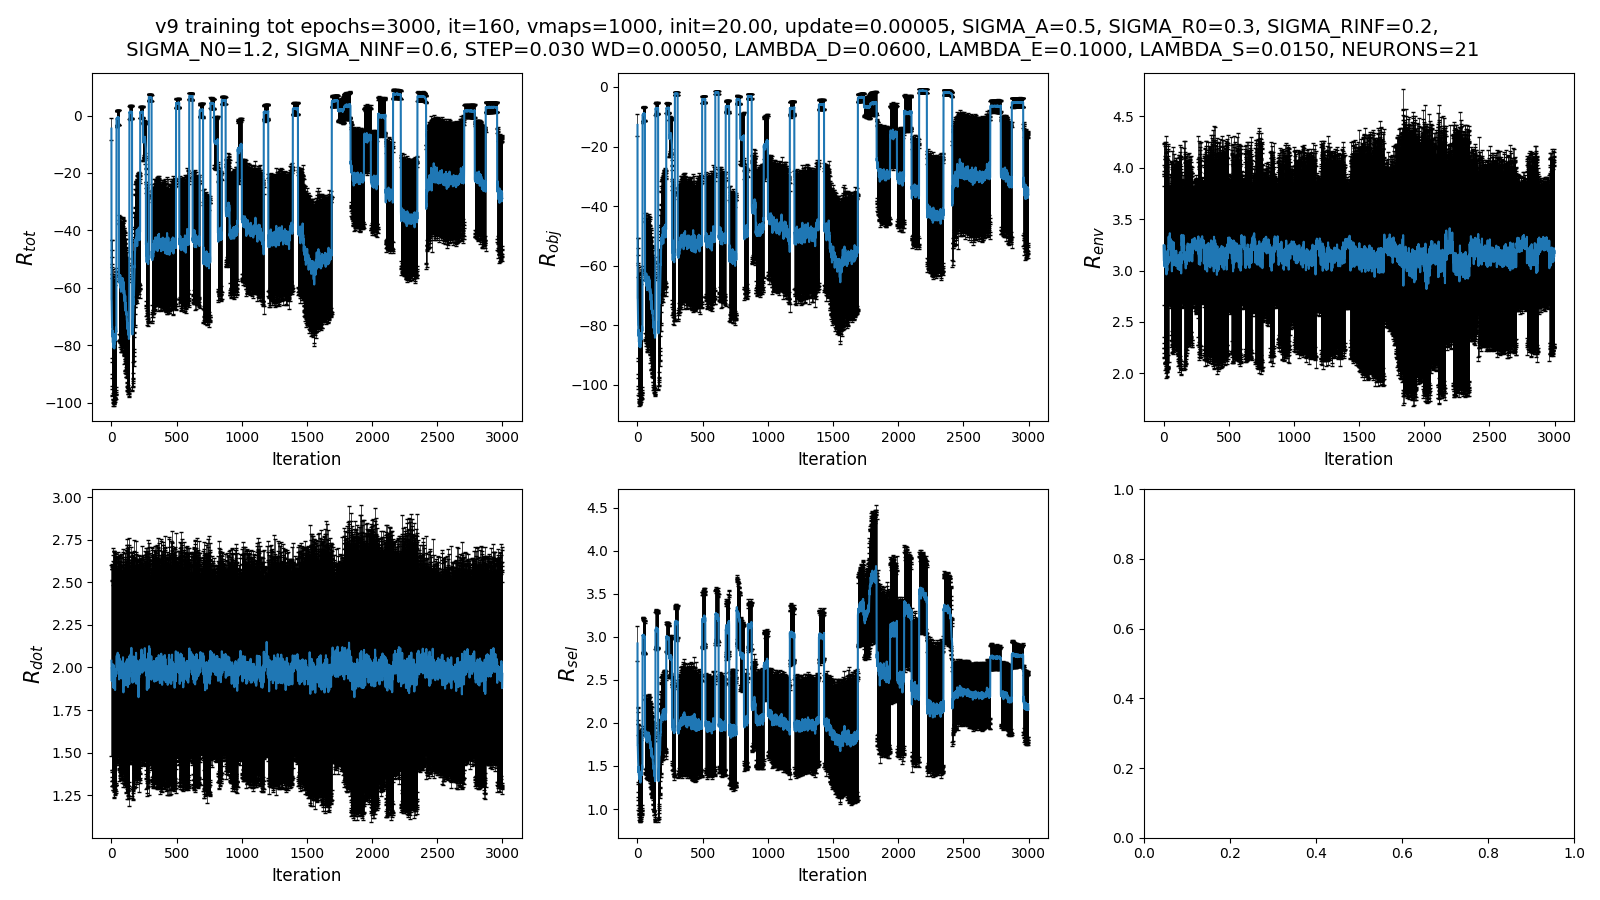 v9 training tot epochs=3000, it=160, vmaps=1000, init=20.00, update=0.00005, SIGMA_A=0.5, SIGMA_R0=0.3, SIGMA_RINF=0.2,
SIGMA_N0=1.2, SIGMA_NINF=0.6, STEP=0.030 WD=0.00050, LAMBDA_D=0.0600, LAMBDA_E=0.1000, LAMBDA_S=0.0150, NEURONS=21
R_tot
0
−20
−40
−60
−80
−100
0 500 1000 1500 2000 2500 3000
Iteration
R_obj
0
−20
−40
−60
−80
−100
0 500 1000 1500 2000 2500 3000
Iteration
R_env
4.5
4.0
3.5
3.0
2.5
2.0
0 500 1000 1500 2000 2500 3000
Iteration
R_dot
3.00
2.75
2.50
2.25
2.00
1.75
1.50
1.25
0 500 1000 1500 2000 2500 3000
Iteration
R_sel
4.5
4.0
3.5
3.0
2.5
2.0
1.5
1.0
0 500 1000 1500 2000 2500 3000
Iteration
1.0
0.8
0.6
0.4
0.2
0.0
0.0 0.2 0.4 0.6 0.8 1.0